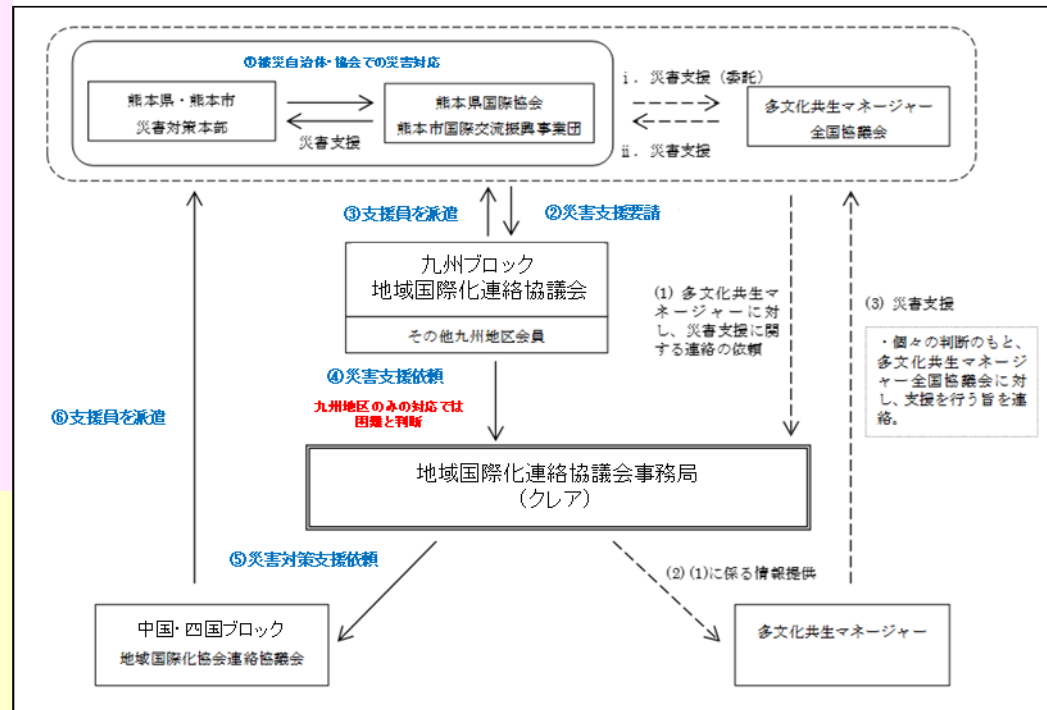 ①被災自治体・協会での災害対応
熊本県・熊本市
災害対策本部
災害支援
熊本県国際協会
熊本市国際交流振興事業団
ⅰ．災害支援（委託）
ⅱ．災害支援
多文化共生マネージャー
全国協議会
③支援員を派遣
②災害支援要請
九州ブロック
地域国際化連絡協議会
その他九州地区会員
④災害支援依頼
九州地区のみの対応では
困難と判断
(1) 多文化共生マ
ネージャーに対
し、災害支援に関
する連絡の依頼
(3) 災害支援
・個々の判断のもと、
多文化共生マネージ
ャー全国協議会に対
し、支援を行う旨を連
絡。
⑥支援員を派遣
地域国際化連絡協議会事務局
（クレア）
⑤災害対策支援依頼
(2) (1)に係る情報提供
中国・四国ブロック
地域国際化協会連絡協議会
多文化共生マネージャー